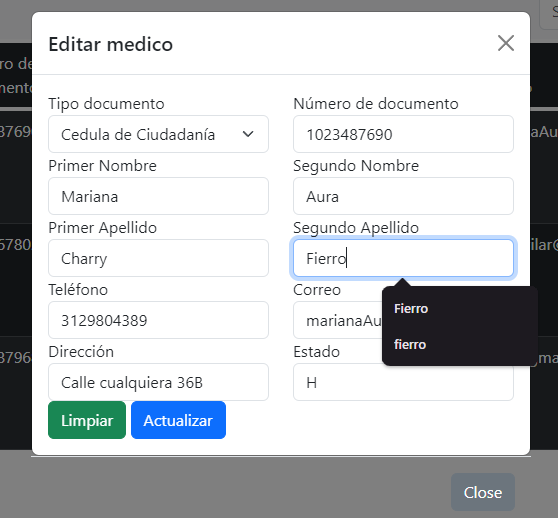 Editar medico
Tipo documento
Número de documento
Cedula de Ciudadanía
1023487690
Primer Nombre
Segundo Nombre
Mariana
Aura
Primer Apellido
Segundo Apellido
Charry
Fierro
Teléfono
Correo
3129804389
marianaAu
Fierro
fierro
Dirección
Estado
Calle cualquiera 36B
H
Limpiar
Actualizar
Close